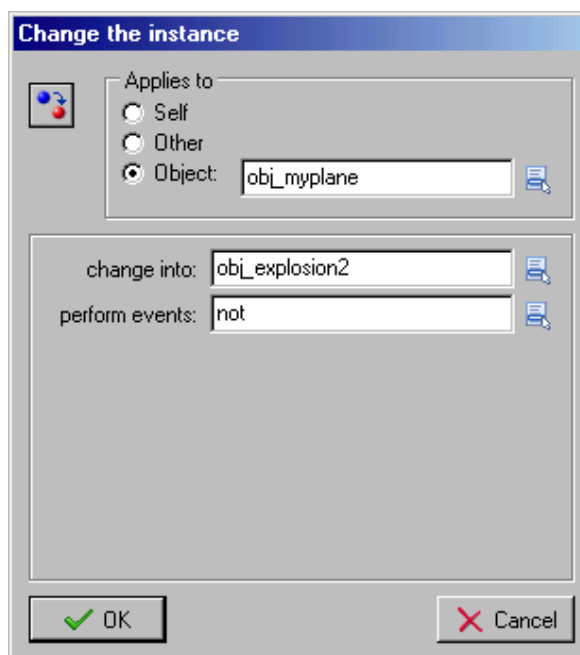 Change the instance
Applies to
Self
Other
Object: obj_myplane
change into: obj_explosion2
perform events: not
OK Cancel